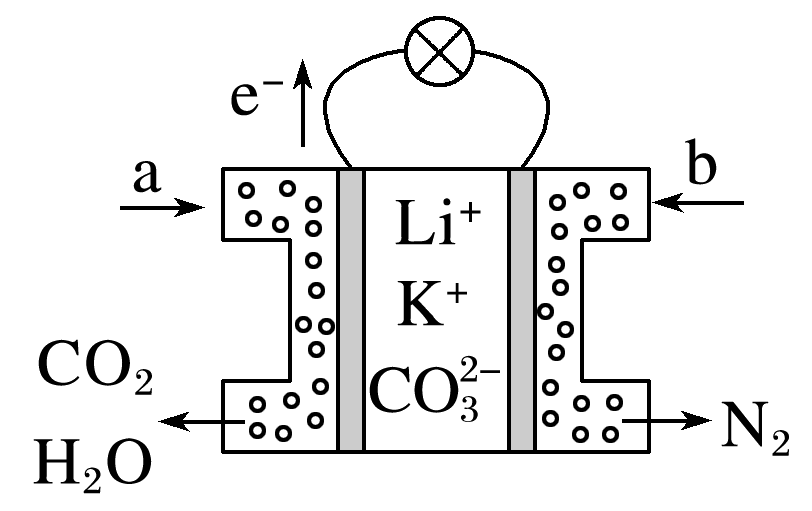 e⁻
a
b
Li⁺
K⁺
CO₃²⁻
CO₂
H₂O
N₂